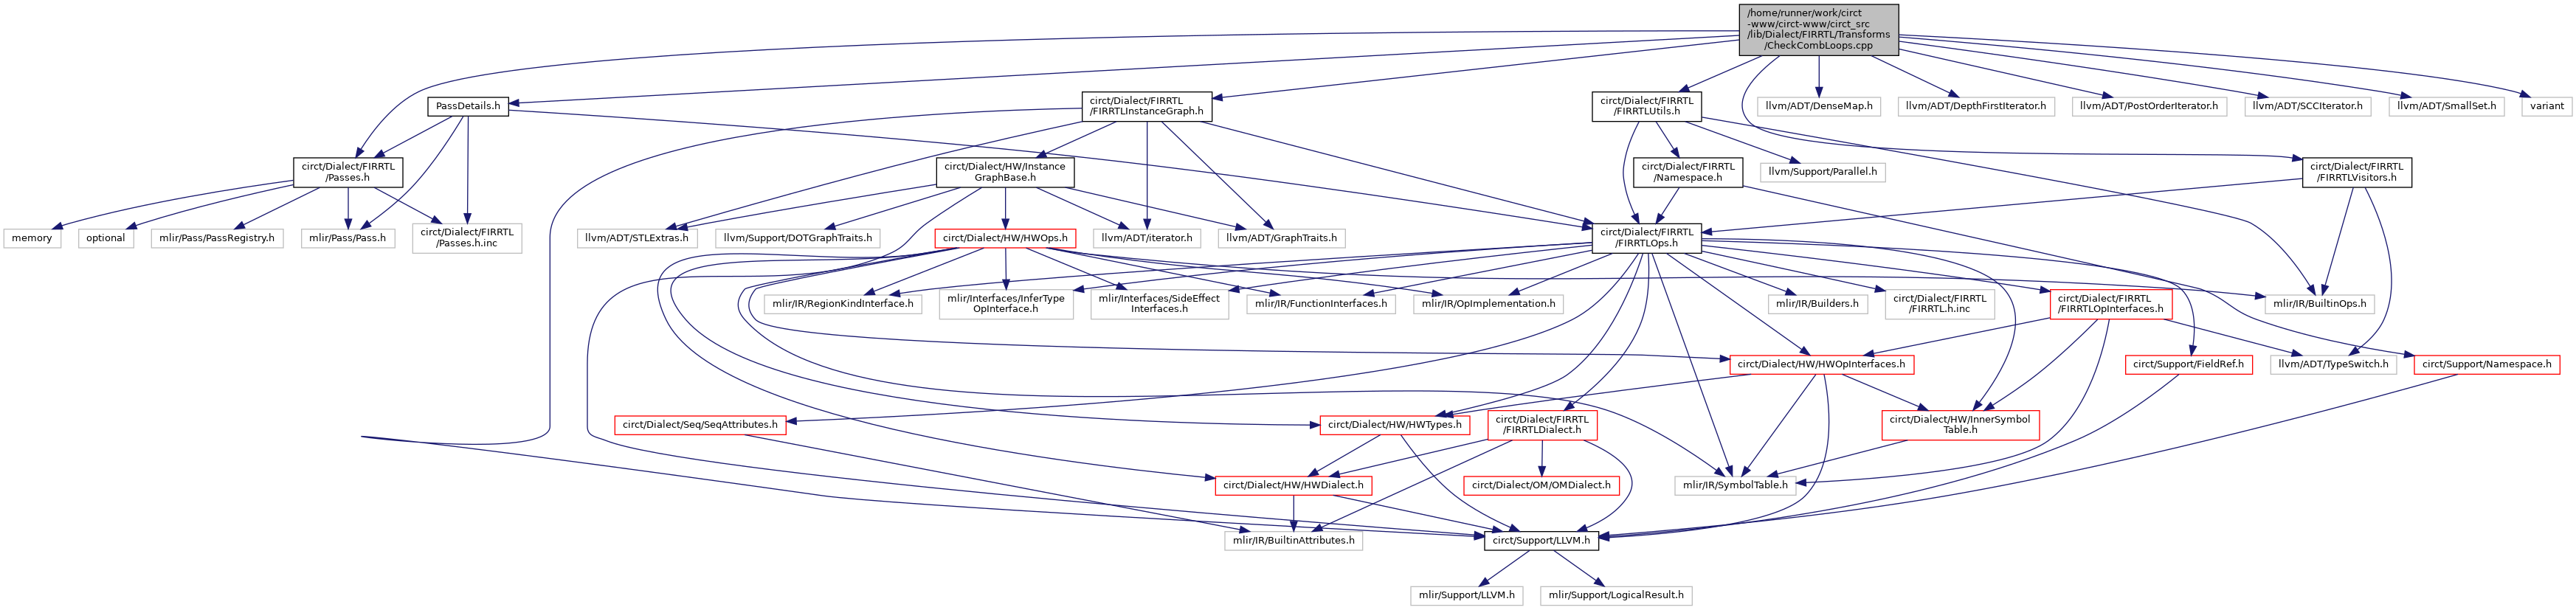 /home/runner/work/circt
-www/circt-www/circt_src
/lib/Dialect/FIRRTL/Transforms
/CheckCombLoops.cpp
PassDetails.h
circt/Dialect/FIRRTL
/FIRRTLInstanceGraph.h
circt/Dialect/FIRRTL
/FIRRTLUtils.h
llvm/ADT/DenseMap.h
llvm/ADT/DepthFirstIterator.h
llvm/ADT/PostOrderIterator.h
llvm/ADT/SCCIterator.h
llvm/ADT/SmallSet.h
variant
circt/Dialect/FIRRTL
/Passes.h
circt/Dialect/HW/Instance
GraphBase.h
circt/Dialect/FIRRTL
/Namespace.h
llvm/Support/Parallel.h
circt/Dialect/FIRRTL
/FIRRTLVisitors.h
memory
optional
mlir/Pass/PassRegistry.h
mlir/Pass/Pass.h
circt/Dialect/FIRRTL
/Passes.h.inc
llvm/ADT/STLExtras.h
llvm/Support/DOTGraphTraits.h
circt/Dialect/HW/HWOps.h
llvm/ADT/iterator.h
llvm/ADT/GraphTraits.h
circt/Dialect/FIRRTL
/FIRRTLOps.h
mlir/IR/RegionKindInterface.h
mlir/Interfaces/InferType
OpInterface.h
mlir/Interfaces/SideEffect
Interfaces.h
mlir/IR/FunctionInterfaces.h
mlir/IR/OpImplementation.h
mlir/IR/Builders.h
circt/Dialect/FIRRTL
/FIRRTL.h.inc
circt/Dialect/FIRRTL
/FIRRTLOpInterfaces.h
mlir/IR/BuiltinOps.h
circt/Dialect/HW/HWOpInterfaces.h
circt/Support/FieldRef.h
llvm/ADT/TypeSwitch.h
circt/Support/Namespace.h
circt/Dialect/Seq/SeqAttributes.h
circt/Dialect/HW/HWTypes.h
circt/Dialect/FIRRTL
/FIRRTLDialect.h
circt/Dialect/HW/InnerSymbol
Table.h
circt/Dialect/HW/HWDialect.h
circt/Dialect/OM/OMDialect.h
mlir/IR/SymbolTable.h
mlir/IR/BuiltinAttributes.h
circt/Support/LLVM.h
mlir/Support/LLVM.h
mlir/Support/LogicalResult.h